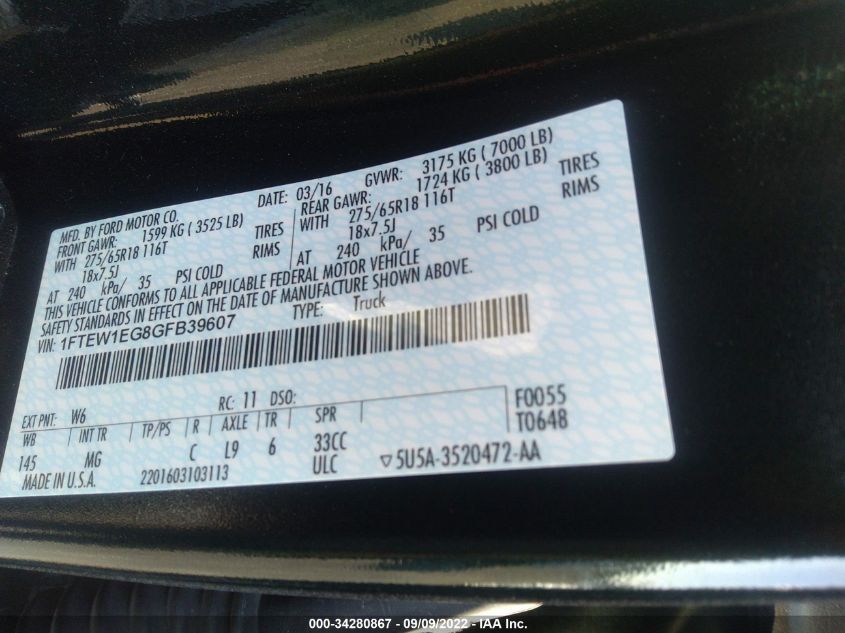 MFD. BY FORD MOTOR CO.
DATE: 03/16 GVWR: 3175 KG ( 7000 LB)
FRONT GAWR: 1599 KG ( 3525 LB)
REAR GAWR: 1724 KG ( 3800 LB)
WITH 275/65R18 116T TIRES
WITH 275/65R18 116T TIRES
18x7.5J RIMS
18x7.5J RIMS
AT 240 kPa/ 35 PSI COLD
AT 240 kPa/ 35 PSI COLD
THIS VEHICLE CONFORMS TO ALL APPLICABLE FEDERAL MOTOR VEHICLE
SAFETY STANDARDS IN EFFECT ON THE DATE OF MANUFACTURE SHOWN ABOVE.
VIN: 1FTEW1EG8GFB39607 TYPE: Truck
EXT PNT: W6 RC: 11 DSO:
F0055
WB INT TR TP/PS R AXLE TR SPR
T0648
145 MG C L9 6 33CC
MADE IN U.S.A. 2201603103113 ULC ▽5U5A-3520472-AA
000-34280867 - 09/09/2022 - IAA Inc.